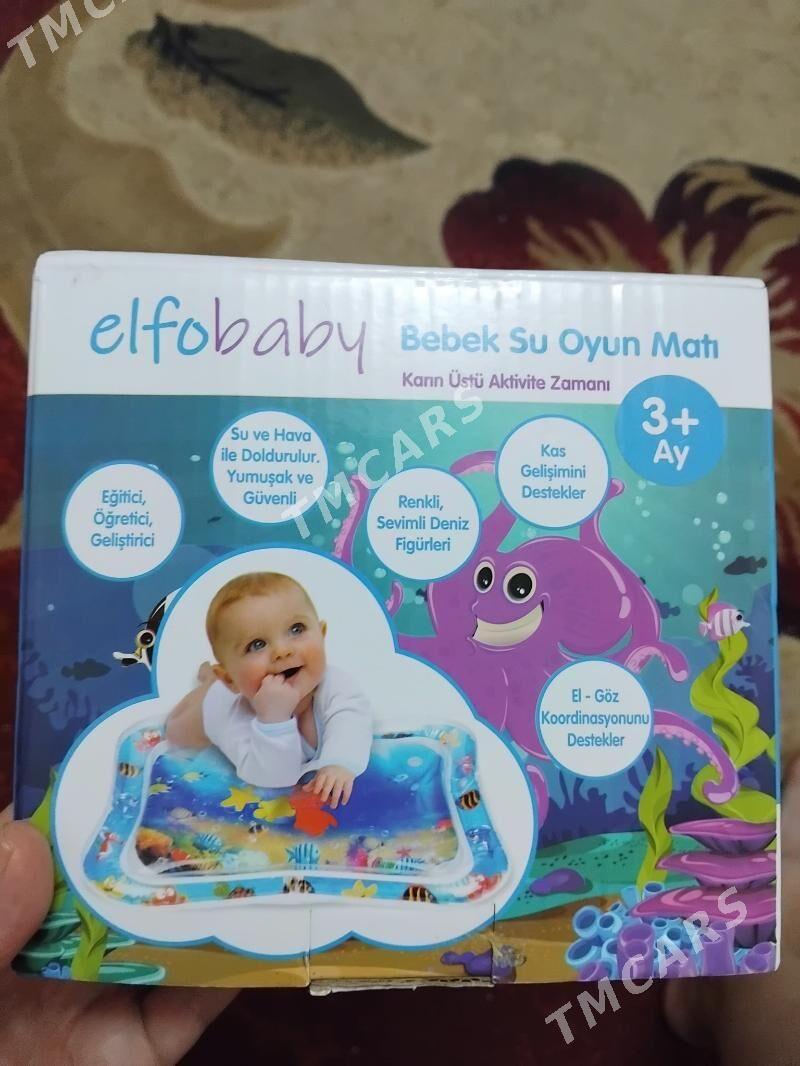 TMCARS
elfobaby
Bebek Su Oyun Matı
Karın Üstü Aktivite Zamanı
3+
Ay
Su ve Hava
ile Doldurulur.
Yumuşak ve
Güvenli
Kas
Gelişimini
Destekler
Eğitici,
Öğretici,
Geliştirici
Renkli,
Sevimli Deniz
Figürleri
TMCARS
El - Göz
Koordinasyonunu
Destekler
TMCARS